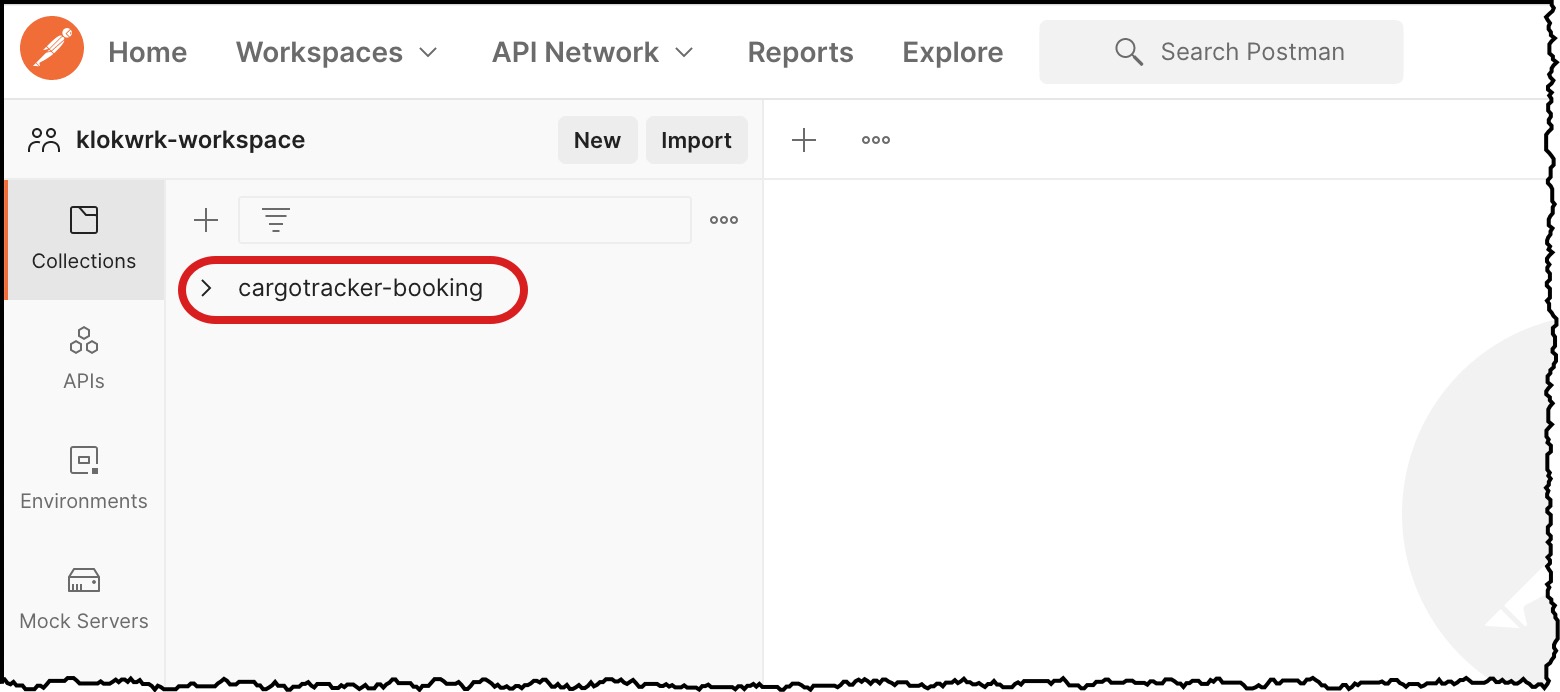 Home Workspaces API Network Reports Explore Search Postman
klokwrk-workspace New Import
Collections
cargotracker-booking
APIs
Environments
Mock Servers